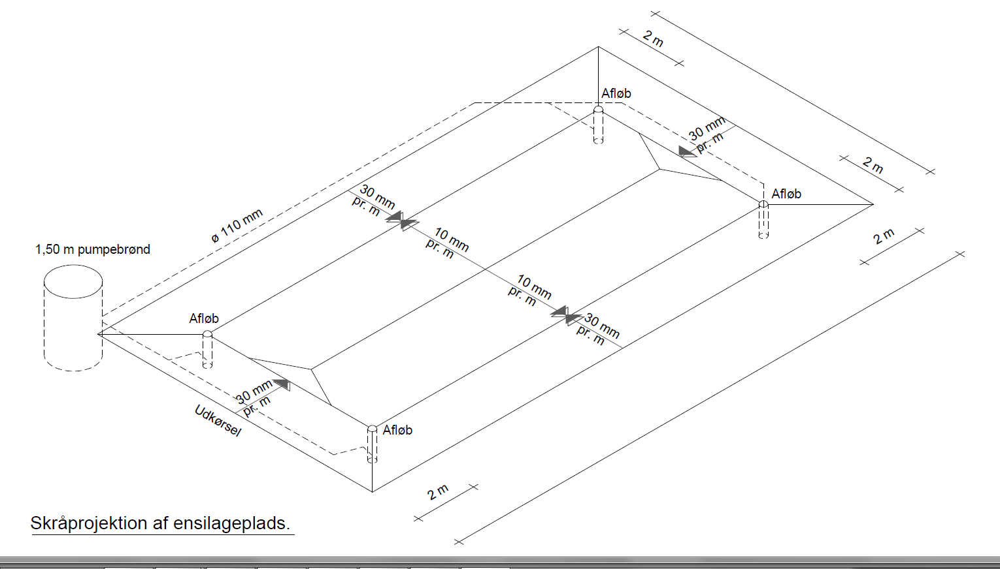 2 m
Afløb
30 mm
pr. m
2 m
Afløb
30 mm
pr. m
ø 110 mm
10 mm
pr. m
2 m
1,50 m pumpebrønd
10 mm
pr. m
Afløb
30 mm
pr. m
30 mm
pr. m
Udkørsel
Afløb
2 m
Skråprojektion af ensilageplads.